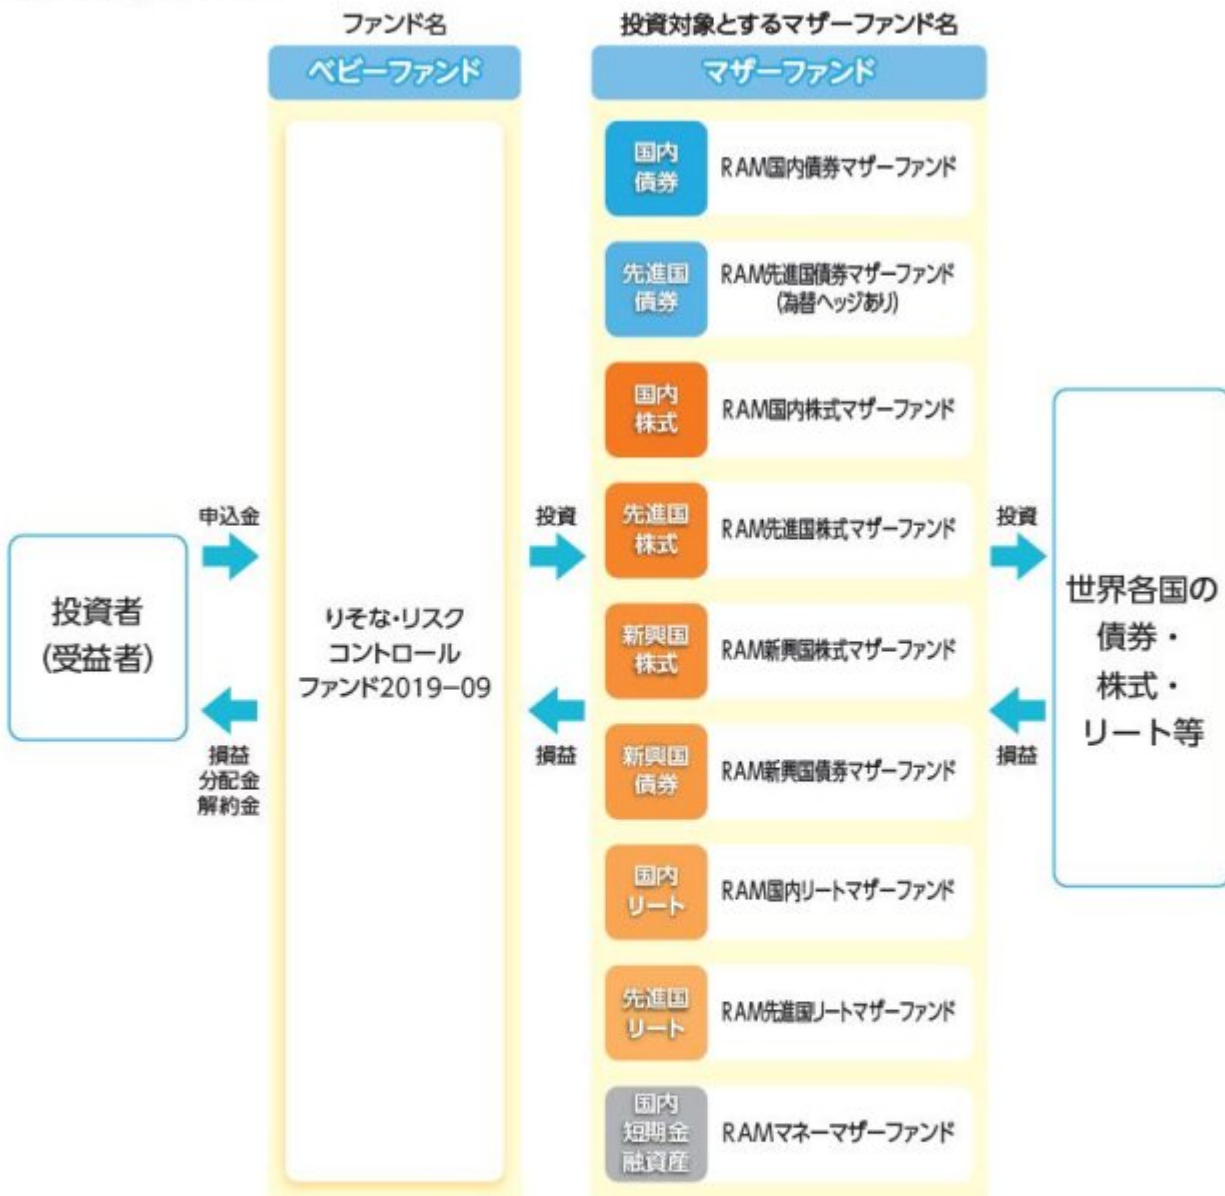 ファンド名
投資対象とするマザーファンド名
ベビーファンド
マザーファンド
国内
債券
RAM国内債券マザーファンド
先進国
債券
RAM先進国債券マザーファンド
(為替ヘッジあり)
国内
株式
RAM国内株式マザーファンド
先進国
株式
RAM先進国株式マザーファンド
新興国
株式
RAM新興国株式マザーファンド
新興国
債券
RAM新興国債券マザーファンド
国内
リート
RAM国内リートマザーファンド
先進国
リート
RAM先進国リートマザーファンド
国内
短期金
融資産
RAMマネーマザーファンド
投資者
(受益者)
申込金
損益
分配金
解約金
りそな・リスク
コントロール
ファンド2019−09
投資
損益
投資
損益
世界各国の
債券・
株式・
リート等